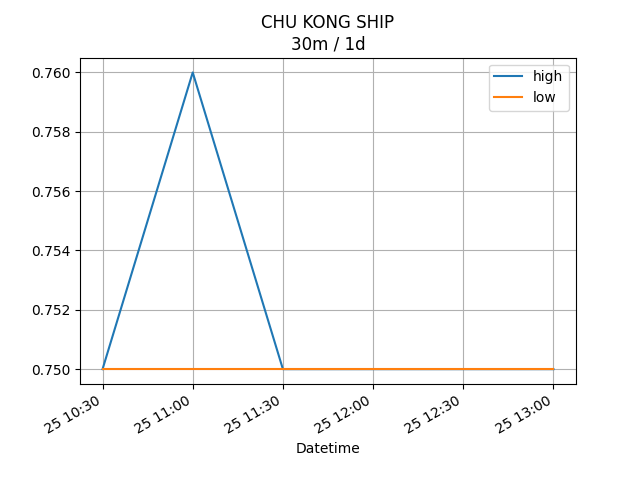 CHU KONG SHIP
30m / 1d
high
low
0.760
0.758
0.756
0.754
0.752
0.750
25 10:30
25 11:00
25 11:30
25 12:00
25 12:30
25 13:00
Datetime